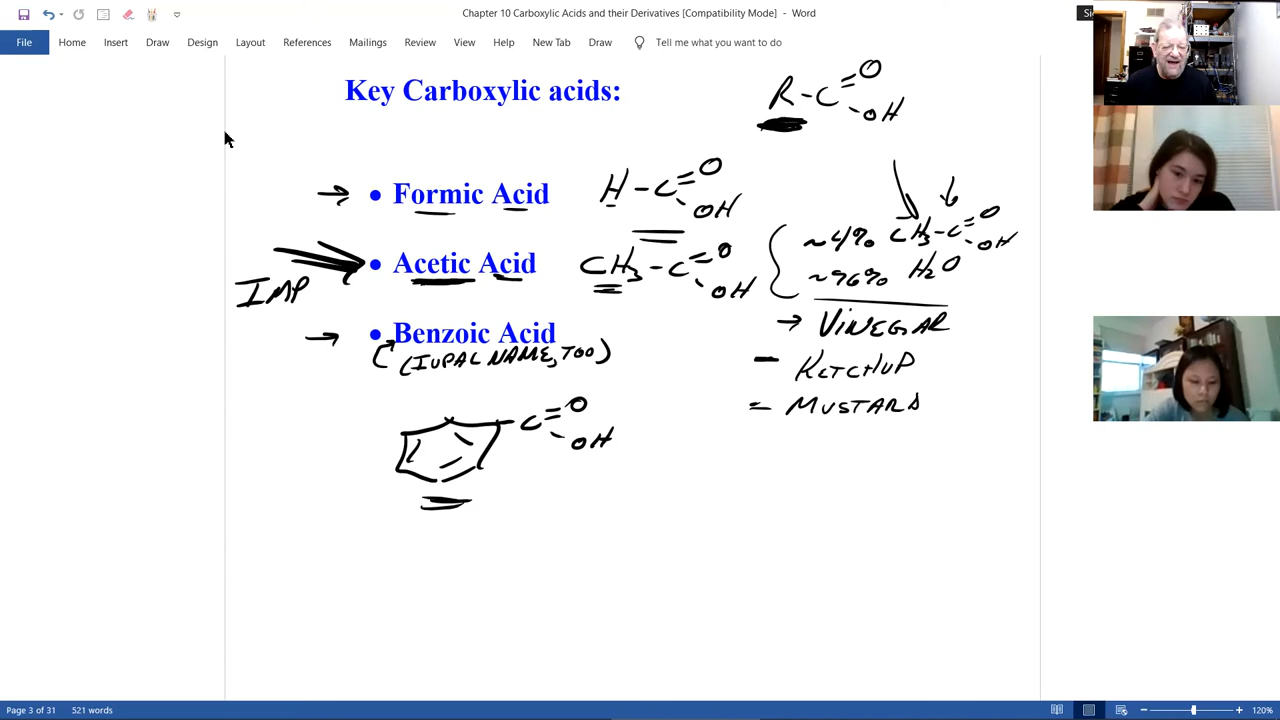 Chapter 10 Carboxylic Acids and their Derivatives [Compatibility Mode] - Word
File Home Insert Draw Design Layout References Mailings Review View Help New Tab Draw Tell me what you want to do
Key Carboxylic acids:
R-C=O
-OH
→ • Formic Acid
H-C=O
-OH
IMP
• Acetic Acid
CH3-C=O
-OH
~4% CH3-C=O
-OH
~96% H2O
→ VINEGAR
- KETCHUP
= MUSTARD
→ • Benzoic Acid
(IUPAC NAME, TOO)
C=O
-OH
Page 3 of 31 521 words
120%